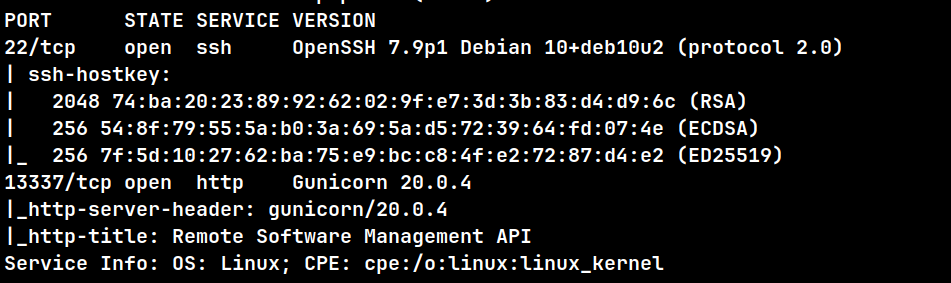 PORT      STATE SERVICE VERSION
22/tcp    open  ssh     OpenSSH 7.9p1 Debian 10+deb10u2 (protocol 2.0)
| ssh-hostkey:
|   2048 74:ba:20:23:89:92:62:02:9f:e7:3d:3b:83:d4:d9:6c (RSA)
|   256 54:8f:79:55:5a:b0:3a:69:5a:d5:72:39:64:fd:07:4e (ECDSA)
|_  256 7f:5d:10:27:62:ba:75:e9:bc:c8:4f:e2:72:87:d4:e2 (ED25519)
13337/tcp open  http    Gunicorn 20.0.4
|_http-server-header: gunicorn/20.0.4
|_http-title: Remote Software Management API
Service Info: OS: Linux; CPE: cpe:/o:linux:linux_kernel